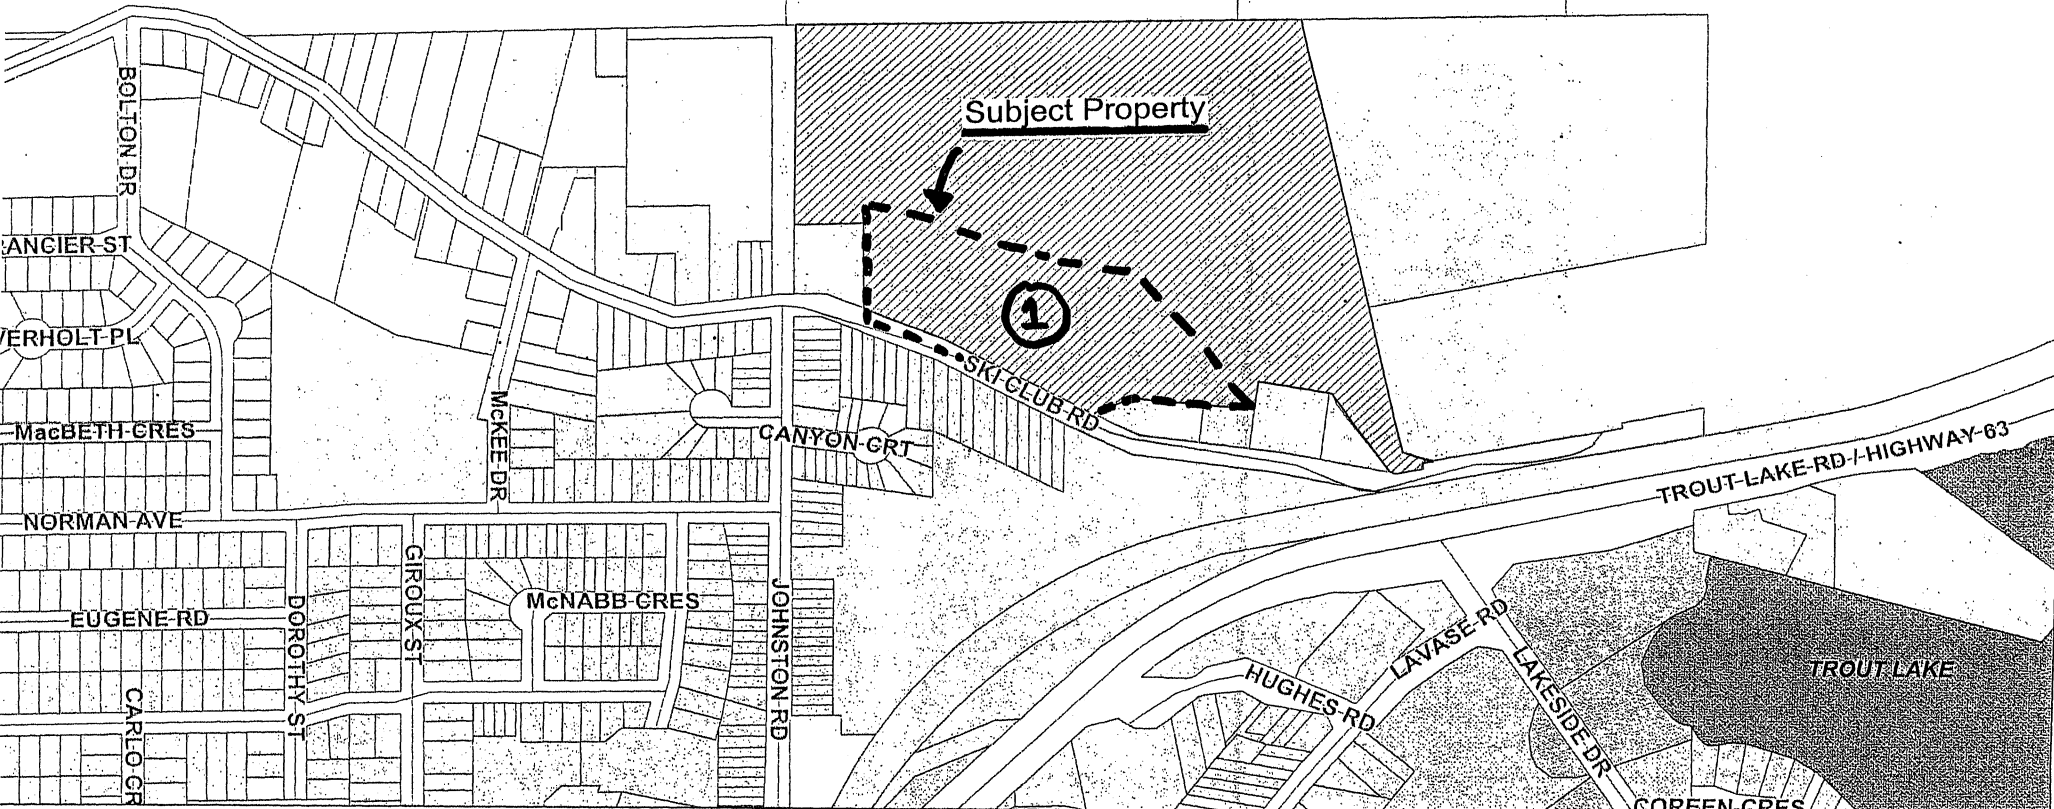 Subject Property
1
BOLTON DR
LANCIER ST
VERHOLT PL
MacBETH CRES
McKEE DR
SKI CLUB RD
CANYON CRT
NORMAN AVE
TROUT LAKE RD / HIGHWAY 63
GIROUX ST
DOROTHY ST
EUGENE RD
McNABB CRES
JOHNSTON RD
LAVASE RD
HUGHES RD
LAKESIDE DR
TROUT LAKE
CARLO CR
COREEN CRES